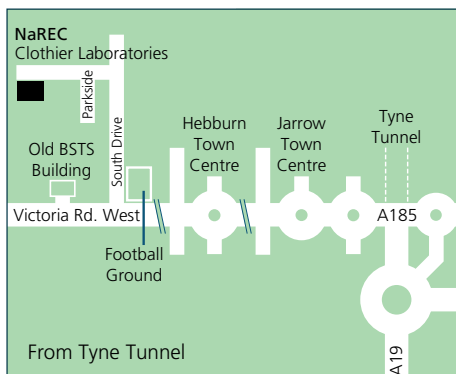 NaREC
Clothier Laboratories
Parkside
South Drive
Old BSTS
Building
Hebburn
Town
Centre
Jarrow
Town
Centre
Tyne
Tunnel
Victoria Rd. West
A185
Football
Ground
From Tyne Tunnel
A19